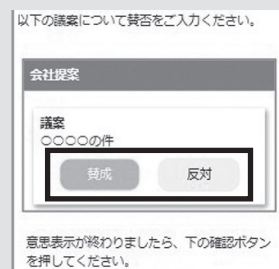 以下の議案について賛否をご入力ください。
会社提案
議案
○○○○の件
賛成 反対
意思表示が終わりましたら、下の確認ボタン
を押してください。